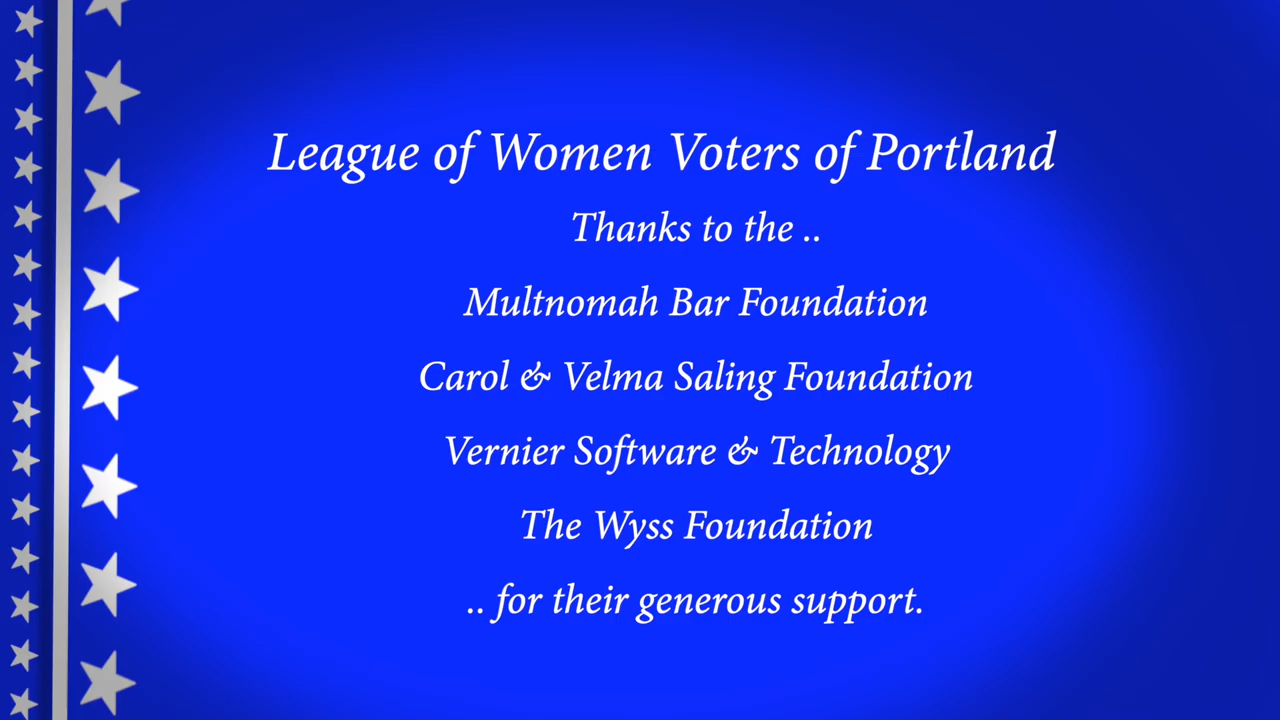 League of Women Voters of Portland
Thanks to the ..
Multnomah Bar Foundation
Carol & Velma Saling Foundation
Vernier Software & Technology
The Wyss Foundation
.. for their generous support.